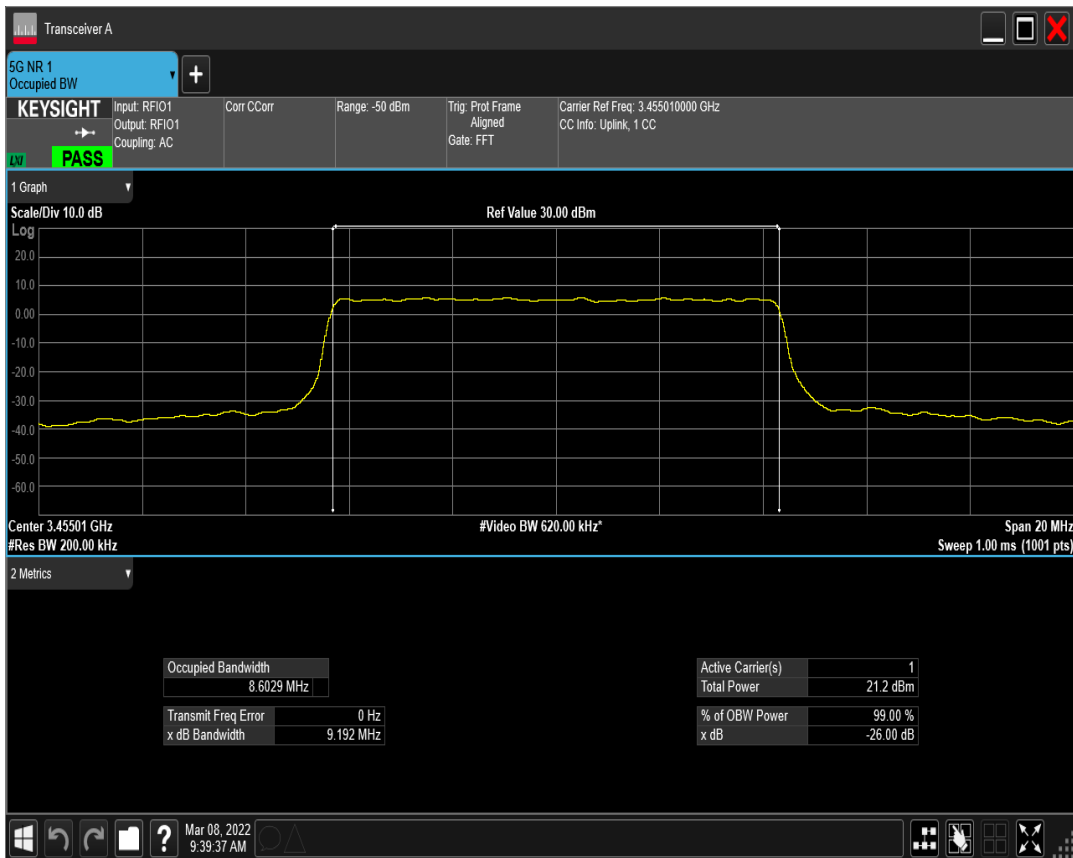 Transceiver A
5G NR 1
Occupied BW
+
KEYSIGHT
LXI
PASS
Input: RFIO1
Output: RFIO1
Coupling: AC
Corr CCorr
Range: -50 dBm
Trig: Prot Frame
Aligned
Gate: FFT
Carrier Ref Freq: 3.455010000 GHz
CC Info: Uplink, 1 CC
1 Graph
Scale/Div 10.0 dB
Ref Value 30.00 dBm
Log
20.0
10.0
0.00
-10.0
-20.0
-30.0
-40.0
-50.0
-60.0
Center 3.45501 GHz
#Video BW 620.00 kHz*
Span 20 MHz
#Res BW 200.00 kHz
Sweep 1.00 ms (1001 pts)
2 Metrics
Occupied Bandwidth
8.6029 MHz
Transmit Freq Error 0 Hz
x dB Bandwidth 9.192 MHz
Active Carrier(s) 1
Total Power 21.2 dBm
% of OBW Power 99.00 %
x dB -26.00 dB
?
Mar 08, 2022
9:39:37 AM